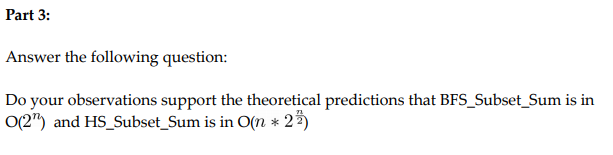 Part 3:
Answer the following question:
Do your observations support the theoretical predictions that BFS_Subset_Sum is in
O(2ⁿ) and HS_Subset_Sum is in O(n ∗ 2^(n/2))